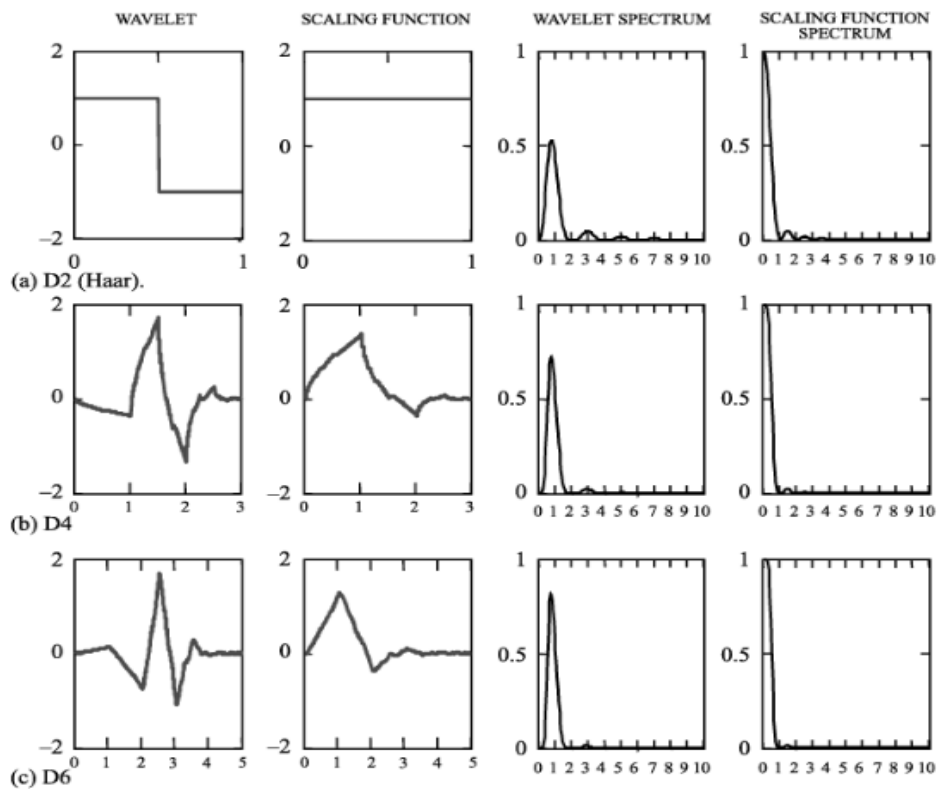 WAVELET SCALING FUNCTION WAVELET SPECTRUM SCALING FUNCTION SPECTRUM
2 2 1 1
0 0 0.5 0.5
−2 2 0 0
0 1 0 1 0 1 2 3 4 5 6 7 8 9 10 0 1 2 3 4 5 6 7 8 9 10
(a) D2 (Haar).
2 2 1 1
0 0 0.5 0.5
−2 −2 0 0
0 1 2 3 0 1 2 3 0 1 2 3 4 5 6 7 8 9 10 0 1 2 3 4 5 6 7 8 9 10
(b) D4
2 2 1 1
0 0 0.5 0.5
−2 −2 0 0
0 1 2 3 4 5 0 1 2 3 4 5 0 1 2 3 4 5 6 7 8 9 10 0 1 2 3 4 5 6 7 8 9 10
(c) D6